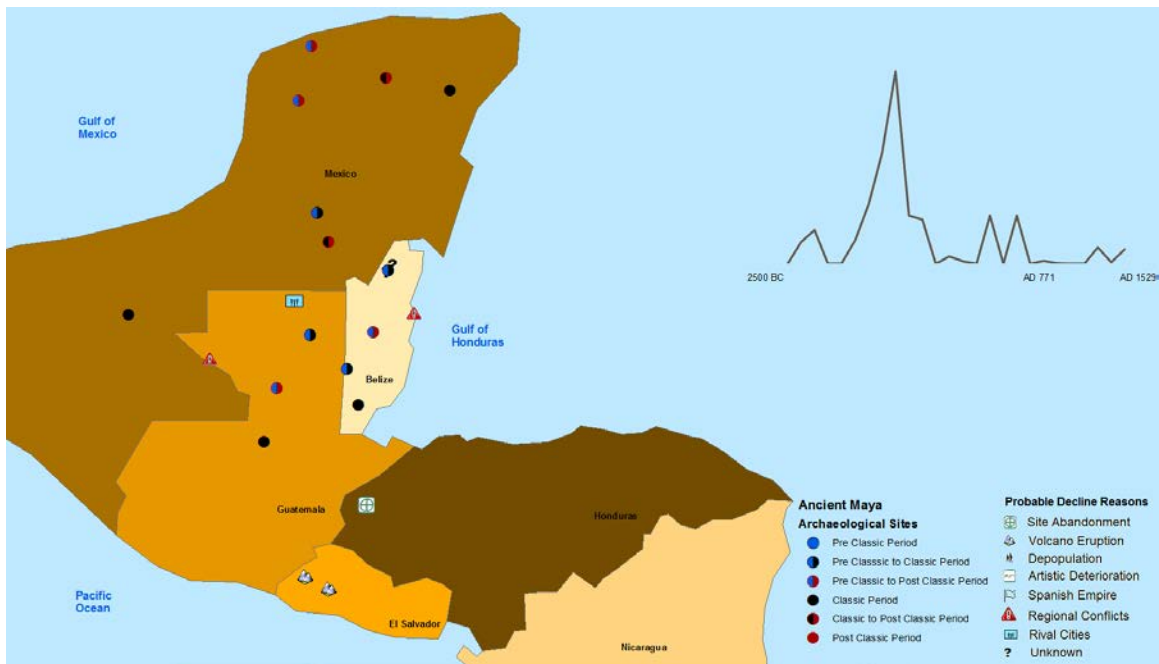 Gulf of
Mexico
Mexico
Gulf of
Honduras
Belize
Guatemala
Honduras
El Salvador
Nicaragua
Pacific
Ocean
2500 BC
AD 771
AD 1529
Ancient Maya
Archaeological Sites
Pre Classic Period
Pre Classsic to Classic Period
Pre Classic to Post Classic Period
Classic Period
Classic to Post Classic Period
Post Classic Period
Probable Decline Reasons
Site Abandonment
Volcano Eruption
Depopulation
Artistic Deterioration
Spanish Empire
Regional Conflicts
Rival Cities
? Unknown
?